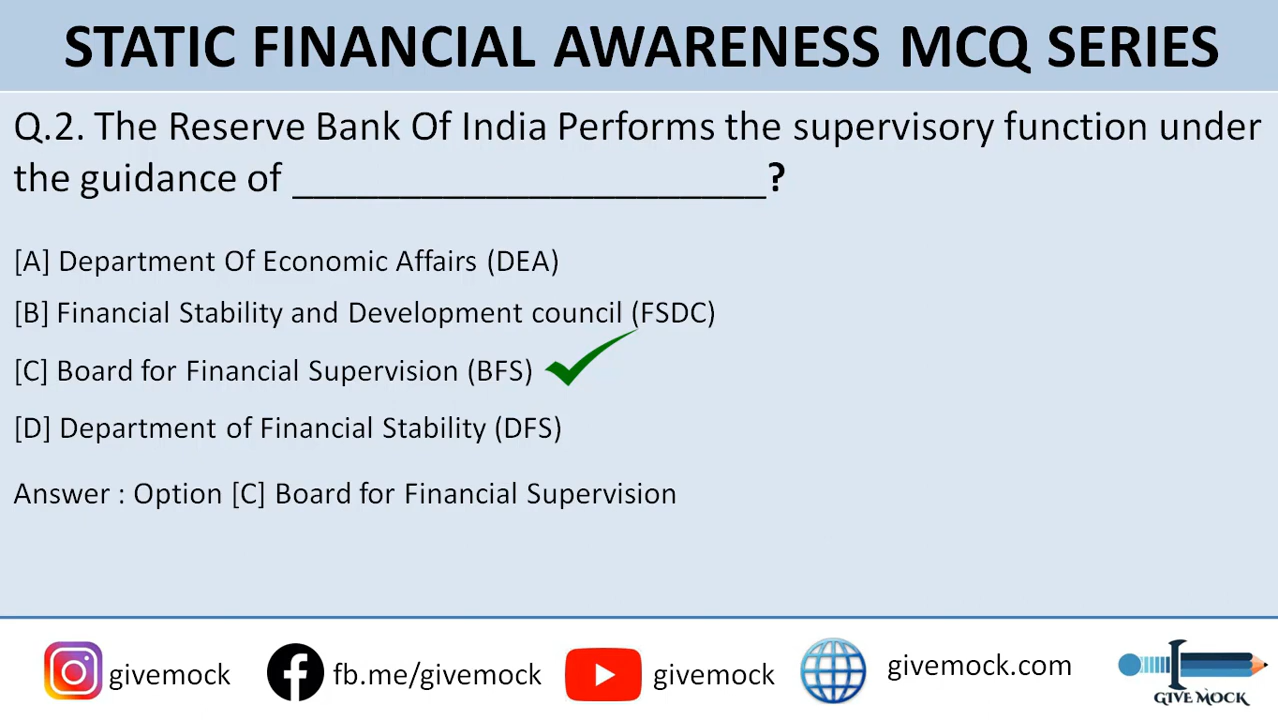 STATIC FINANCIAL AWARENESS MCQ SERIES
Q.2. The Reserve Bank Of India Performs the supervisory function under
the guidance of ______________________?
[A] Department Of Economic Affairs (DEA)
[B] Financial Stability and Development council (FSDC)
[C] Board for Financial Supervision (BFS)
[D] Department of Financial Stability (DFS)
Answer : Option [C] Board for Financial Supervision
givemock fb.me/givemock givemock givemock.com
GIVE MOCK